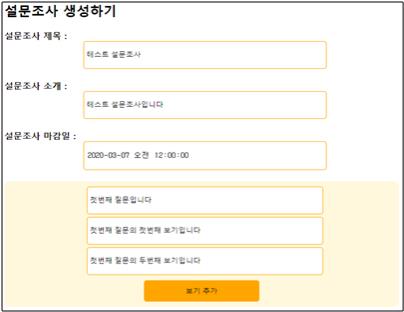 설문조사 생성하기
설문조사 제목 :
테스트 설문조사
설문조사 소개 :
테스트 설문조사입니다
설문조사 마감일 :
2020-03-07 오전 12:00:00
첫번째 질문입니다
첫번째 질문의 첫번째 보기입니다
첫번째 질문의 두번째 보기입니다
보기 추가